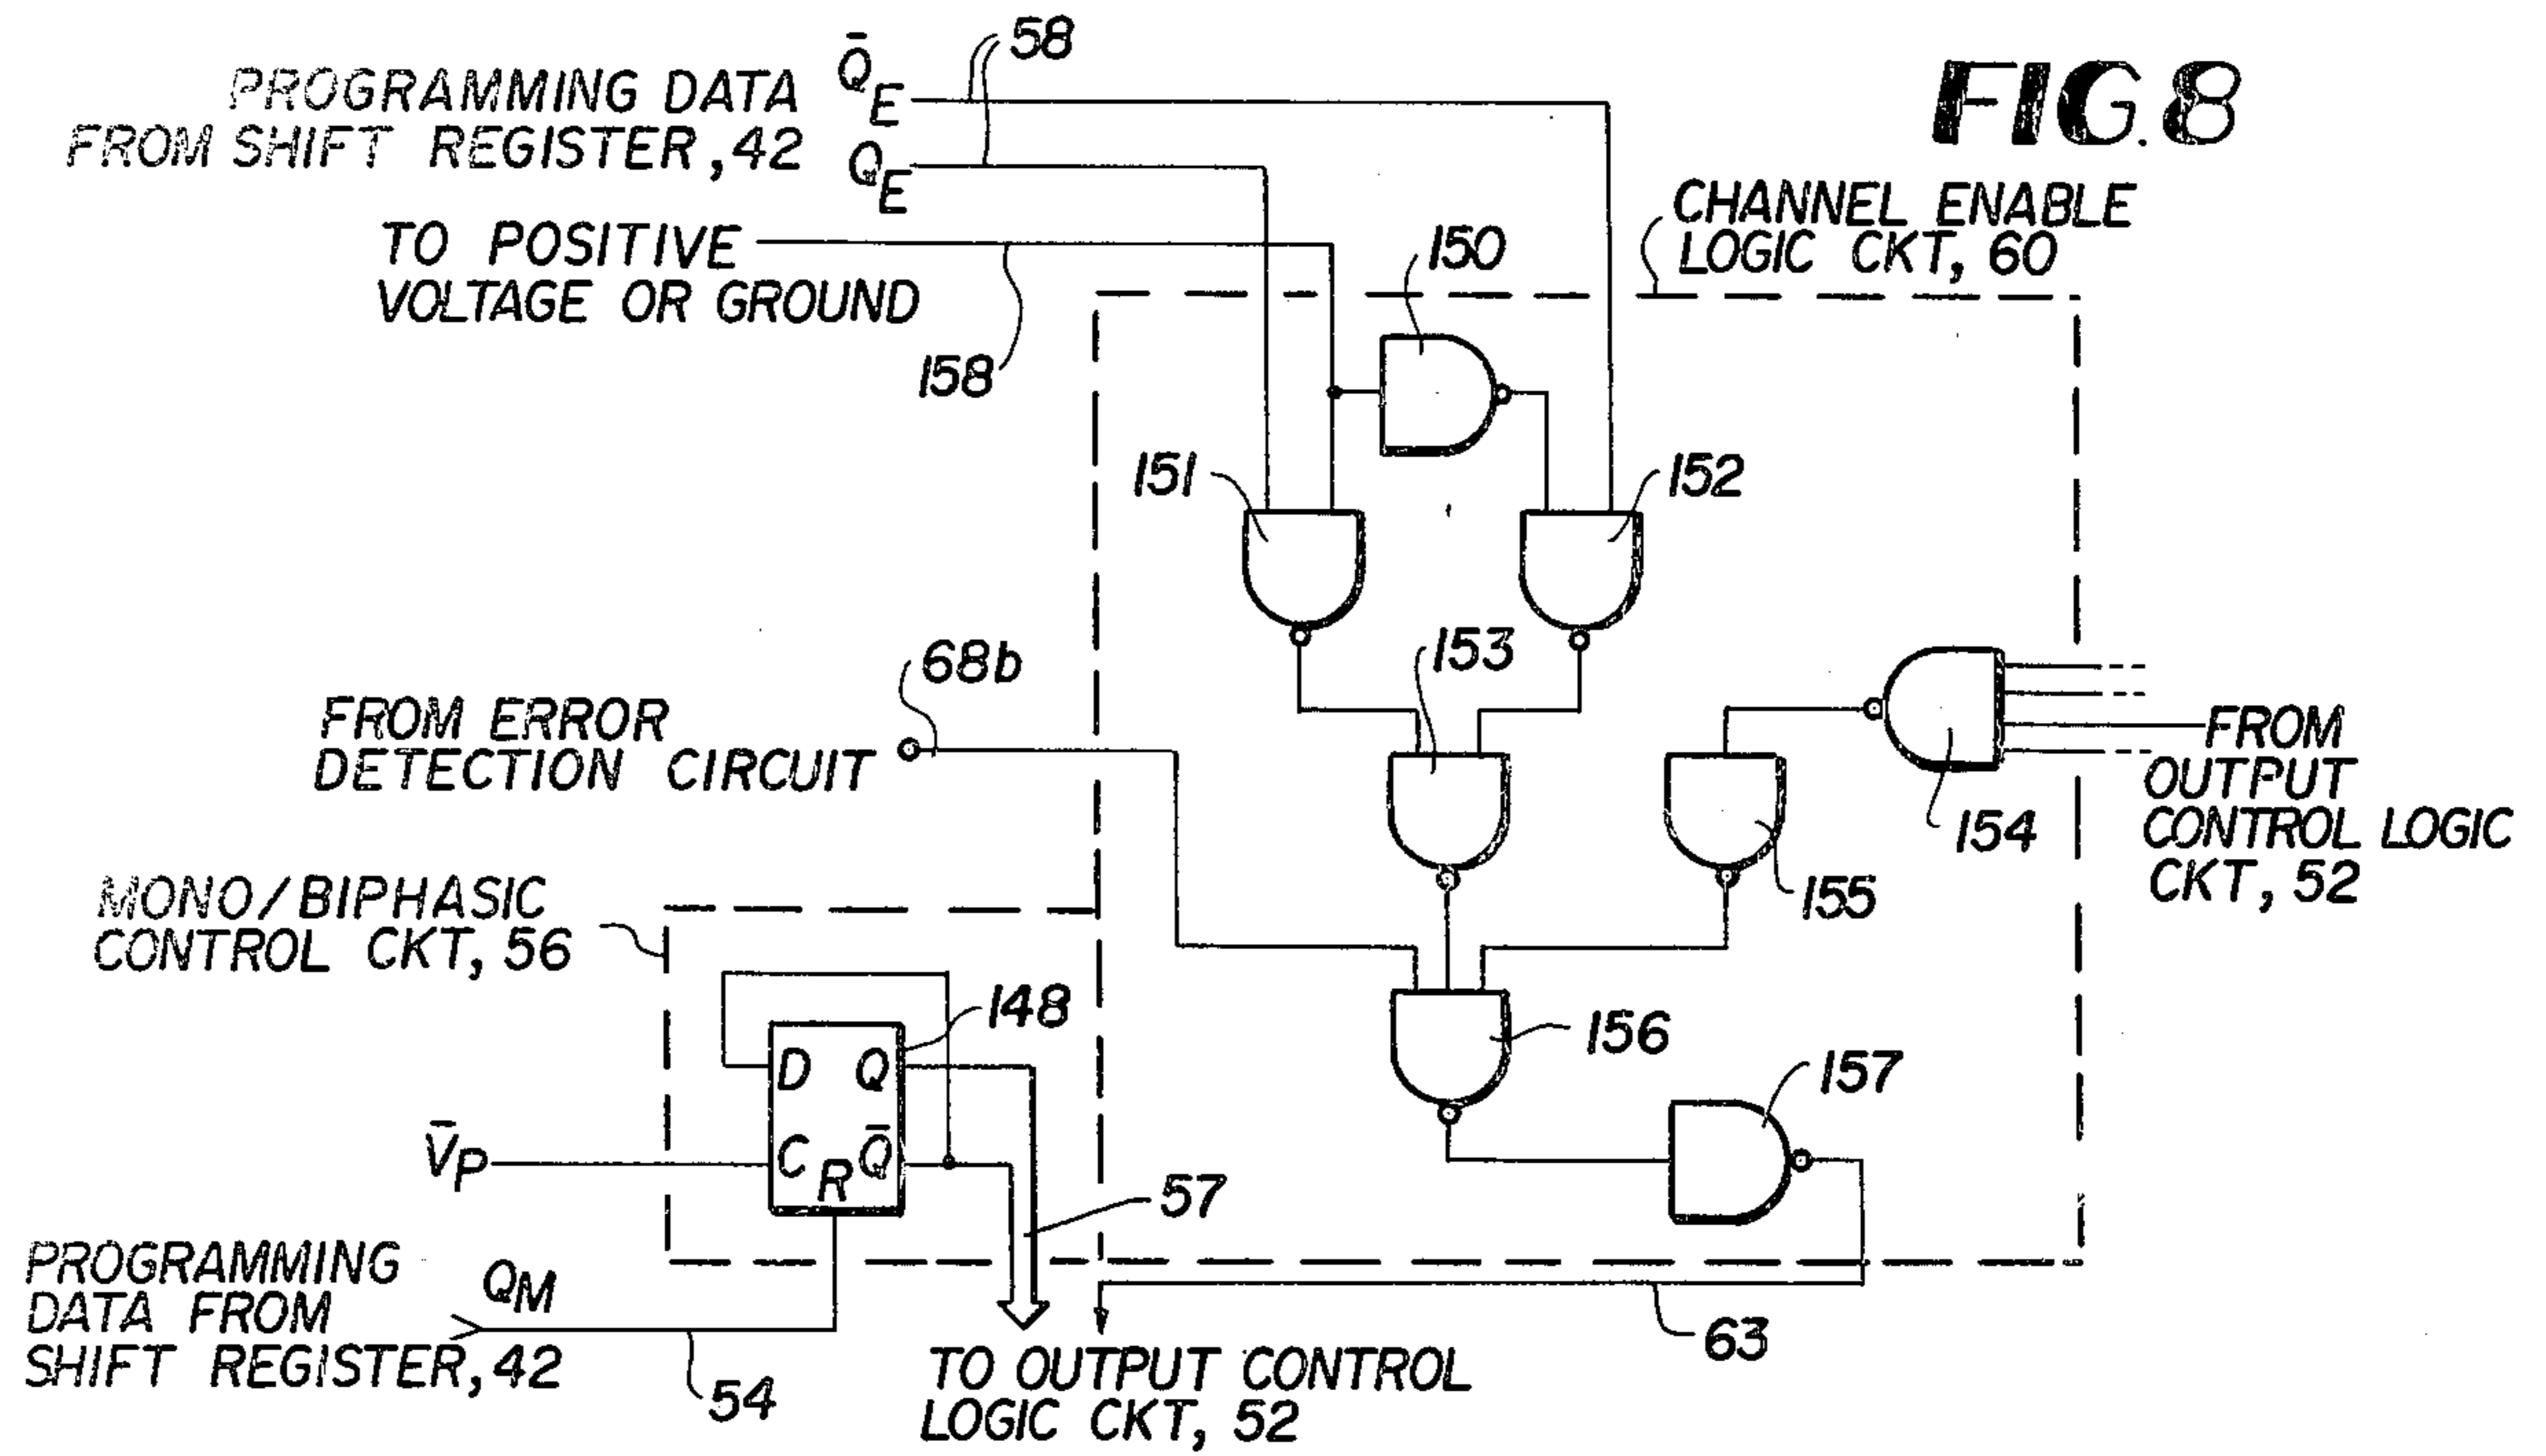 FIG. 8
PROGRAMMING DATA
FROM SHIFT REGISTER, 42
Q̄E
QE
58
TO POSITIVE
VOLTAGE OR GROUND
158
CHANNEL ENABLE
LOGIC CKT, 60
150
151
152
153
68b
FROM ERROR
DETECTION CIRCUIT
154
FROM
OUTPUT
CONTROL LOGIC
CKT, 52
155
MONO/BIPHASIC
CONTROL CKT, 56
148
D Q
C R Q̄
156
157
V̄P
57
PROGRAMMING
DATA FROM
SHIFT REGISTER, 42
QM
54
63
TO OUTPUT CONTROL
LOGIC CKT, 52